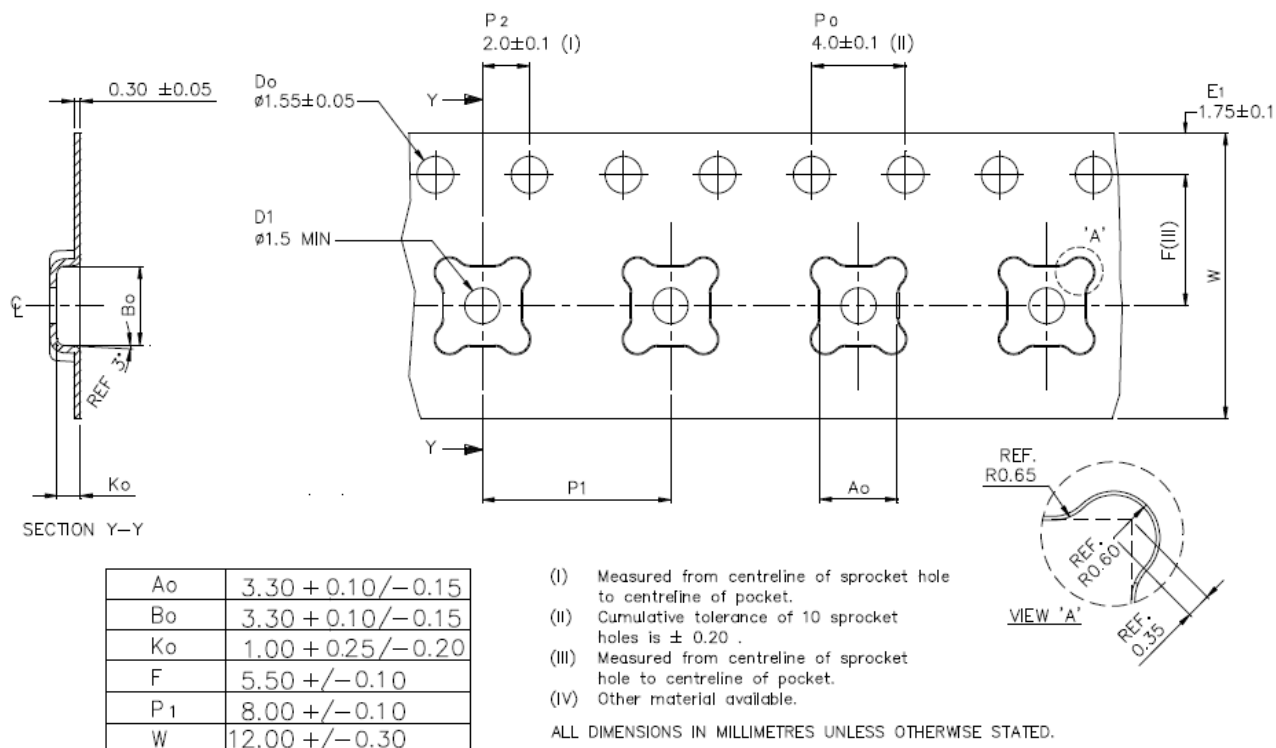 P2
2.0±0.1 (I)
Po
4.0±0.1 (II)
0.30 ±0.05
Do
ø1.55±0.05
Y
E1
1.75±0.1
D1
ø1.5 MIN
'A'
F(III)
W
℄
Bo
REF 3°
Y
Ko
P1
Ao
SECTION Y-Y
REF.
R0.65
REF.
R0.60
VIEW 'A'
REF.
0.35
Ao 3.30 +0.10/-0.15
Bo 3.30 +0.10/-0.15
Ko 1.00 +0.25/-0.20
F 5.50 +/-0.10
P1 8.00 +/-0.10
W 12.00 +/-0.30
(I) Measured from centreline of sprocket hole
to centreline of pocket.
(II) Cumulative tolerance of 10 sprocket
holes is ± 0.20 .
(III) Measured from centreline of sprocket
hole to centreline of pocket.
(IV) Other material available.
ALL DIMENSIONS IN MILLIMETRES UNLESS OTHERWISE STATED.